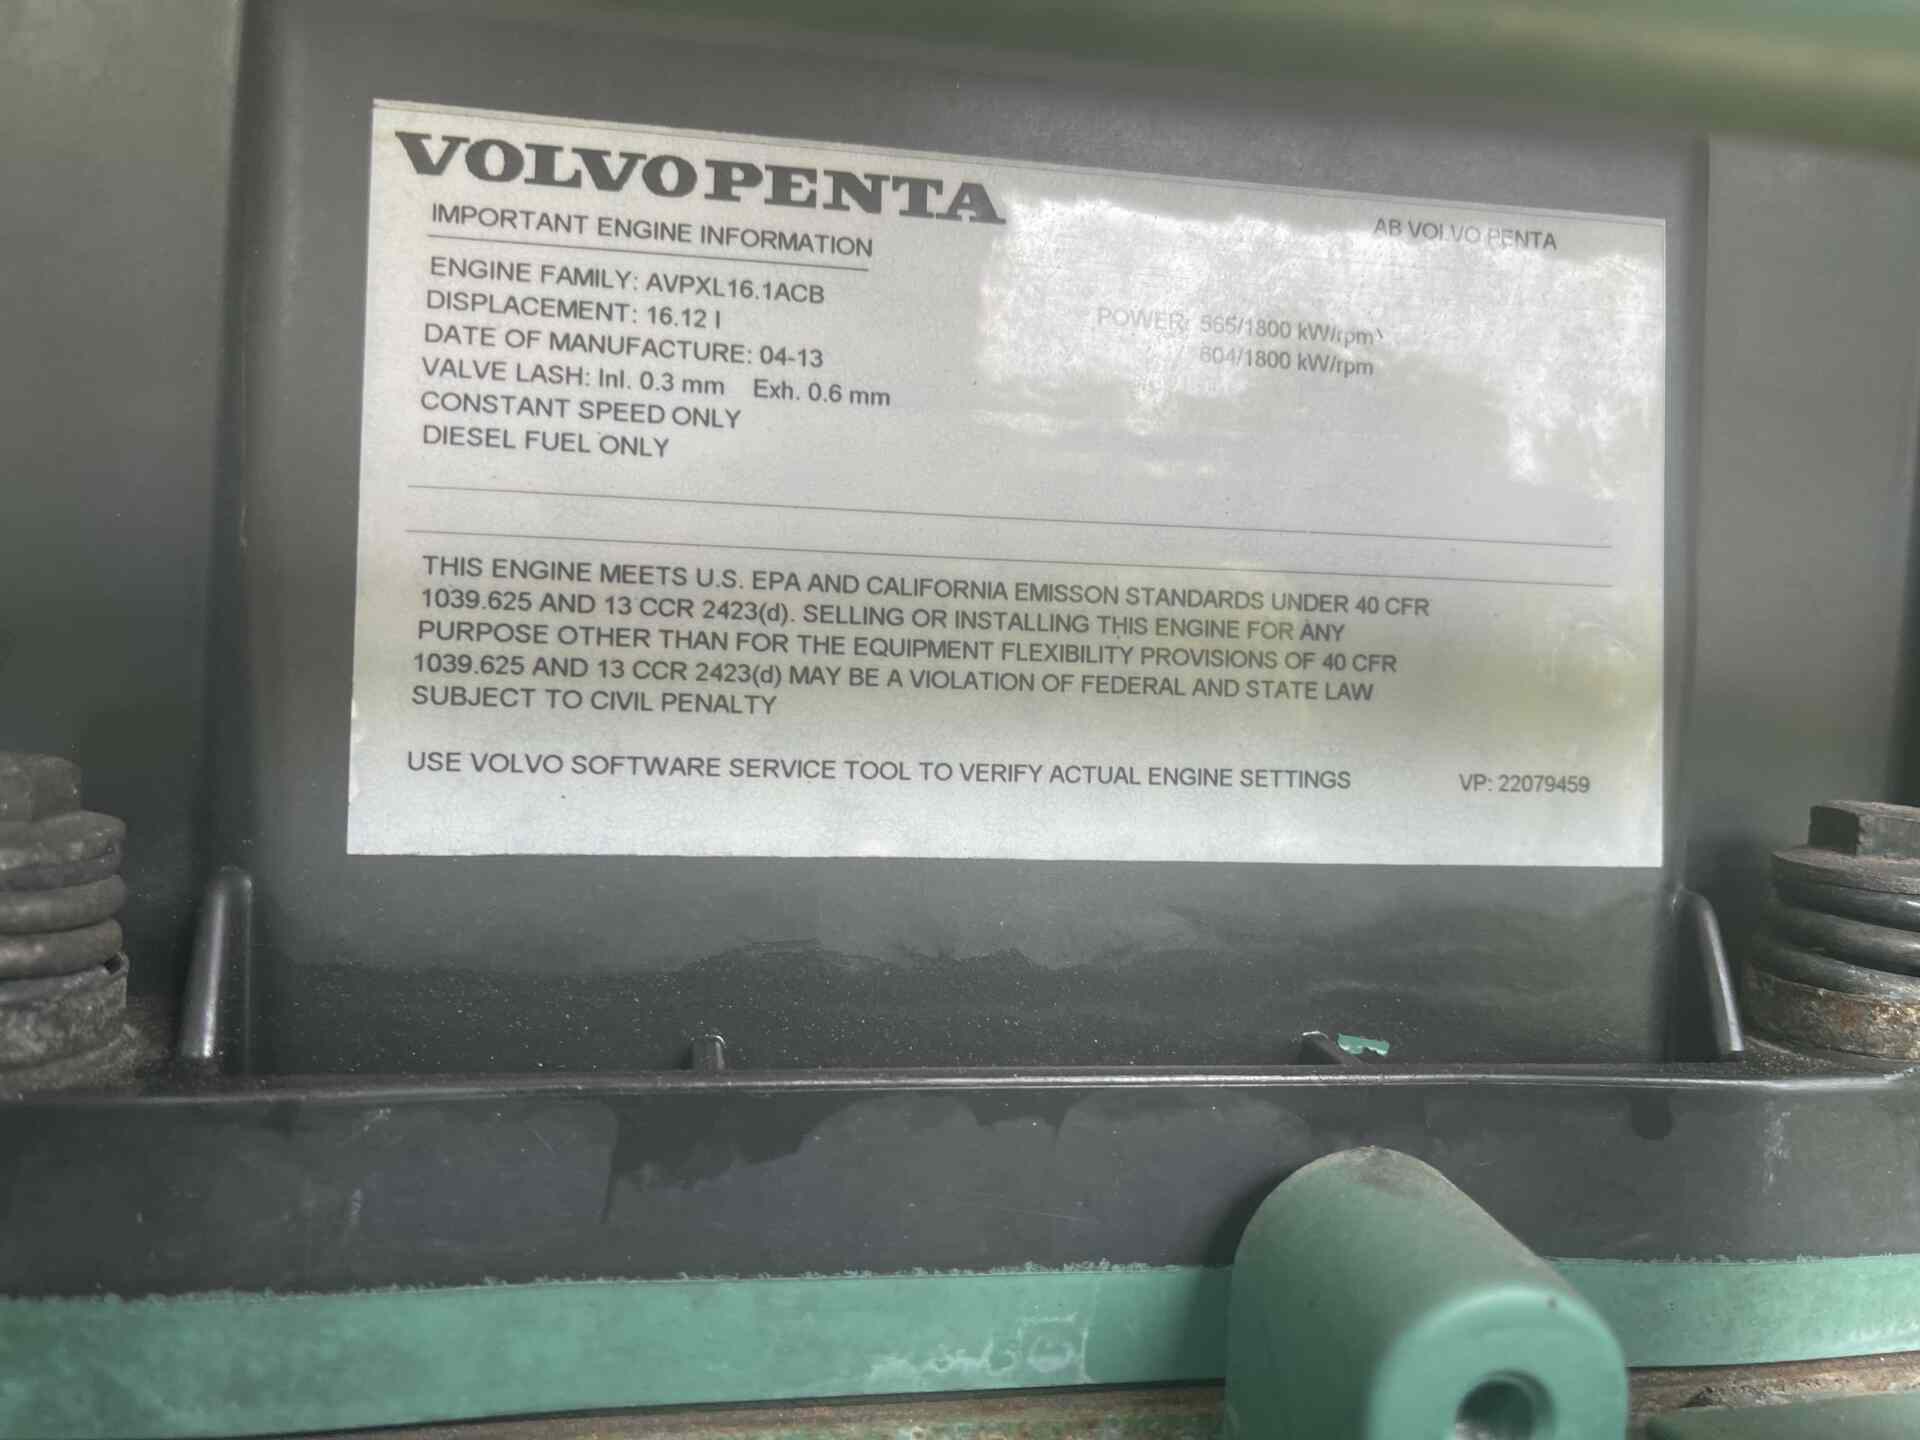 VOLVO PENTA
IMPORTANT ENGINE INFORMATION
AB VOLVO PENTA
ENGINE FAMILY: AVPXL16.1ACB
DISPLACEMENT: 16.12 l
DATE OF MANUFACTURE: 04-13
VALVE LASH: Inl. 0.3 mm Exh. 0.6 mm
CONSTANT SPEED ONLY
DIESEL FUEL ONLY
POWER: 565/1800 kW/rpm
604/1800 kW/rpm
THIS ENGINE MEETS U.S. EPA AND CALIFORNIA EMISSON STANDARDS UNDER 40 CFR
1039.625 AND 13 CCR 2423(d). SELLING OR INSTALLING THIS ENGINE FOR ANY
PURPOSE OTHER THAN FOR THE EQUIPMENT FLEXIBILITY PROVISIONS OF 40 CFR
1039.625 AND 13 CCR 2423(d) MAY BE A VIOLATION OF FEDERAL AND STATE LAW
SUBJECT TO CIVIL PENALTY
USE VOLVO SOFTWARE SERVICE TOOL TO VERIFY ACTUAL ENGINE SETTINGS
VP: 22079459